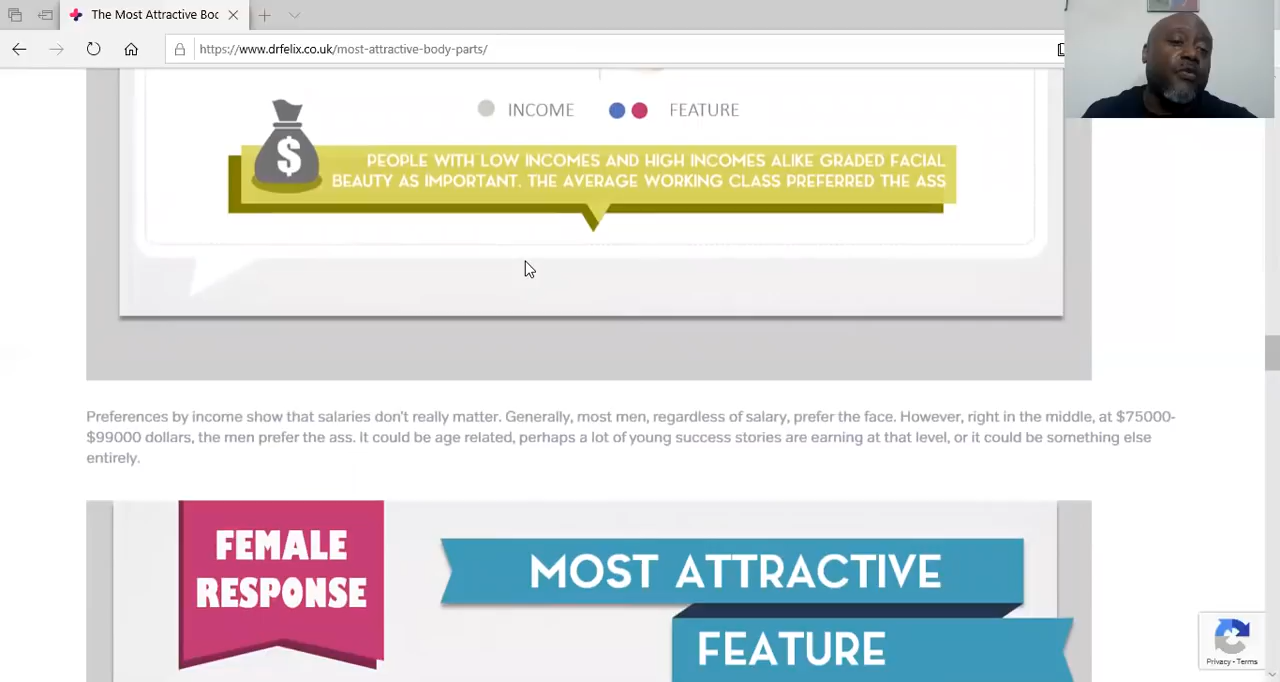 The Most Attractive Boc
https://www.drfelix.co.uk/most-attractive-body-parts/
INCOME FEATURE
$
PEOPLE WITH LOW INCOMES AND HIGH INCOMES ALIKE GRADED FACIAL
BEAUTY AS IMPORTANT. THE AVERAGE WORKING CLASS PREFERRED THE ASS
Preferences by income show that salaries don't really matter. Generally, most men, regardless of salary, prefer the face. However, right in the middle, at $75000-
$99000 dollars, the men prefer the ass. It could be age related, perhaps a lot of young success stories are earning at that level, or it could be something else
entirely.
FEMALE
RESPONSE
MOST ATTRACTIVE
FEATURE
Privacy - Terms